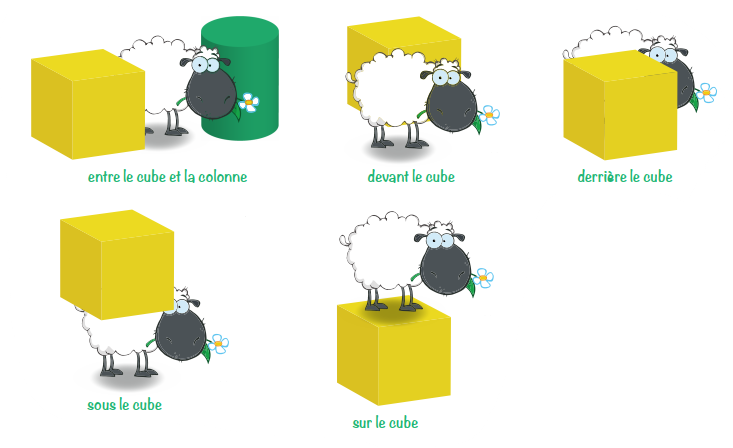 entre le cube et la colonne
devant le cube
derrière le cube
sous le cube
sur le cube